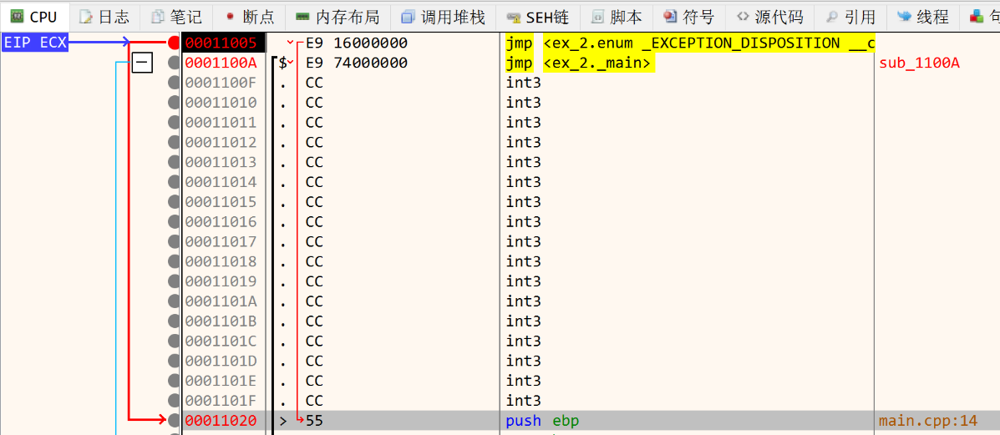 CPU 日志 笔记 断点 内存布局 调用堆栈 SEH链 脚本 符号 源代码 引用 线程 句
EIP ECX 00011005 E9 16000000 jmp <ex_2.enum _EXCEPTION_DISPOSITION __c
0001100A $ E9 74000000 jmp <ex_2._main> sub_1100A
0001100F . CC int3
00011010 . CC int3
00011011 . CC int3
00011012 . CC int3
00011013 . CC int3
00011014 . CC int3
00011015 . CC int3
00011016 . CC int3
00011017 . CC int3
00011018 . CC int3
00011019 . CC int3
0001101A . CC int3
0001101B . CC int3
0001101C . CC int3
0001101D . CC int3
0001101E . CC int3
0001101F . CC int3
00011020 > 55 push ebp main.cpp:14